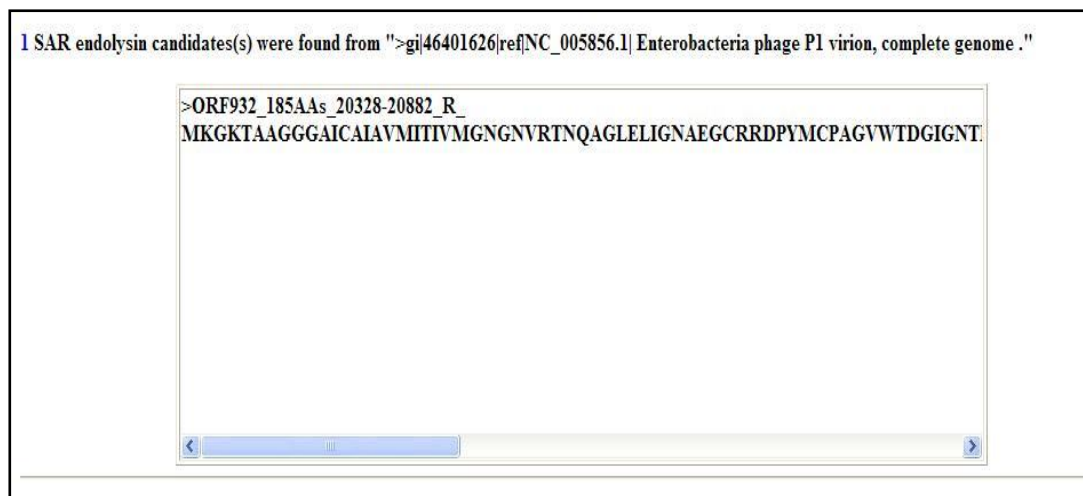 1 SAR endolysin candidates(s) were found from ">gi|46401626|ref|NC_005856.1| Enterobacteria phage P1 virion, complete genome ."
>ORF932_185AAs_20328-20882_R_
MKGKTAAGGGAICAIAVMITIVMGNGNVRTNQAGLELIGNAEGCRRDPYMCPAGVWTDGIGNT